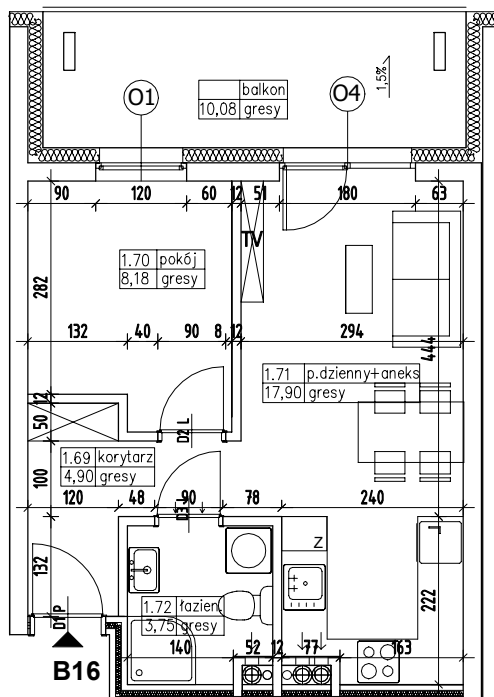 balkon
10,08 gresy
1,5%
O1
O4
90 120 60 12 51 180 63
TV
1.70 pokój
8,18 gresy
282
132 40 90 8 12 294
444
1.71 p.dzienny+aneks
17,90 gresy
12
50
D2 L
1.69 korytarz
4,90 gresy
100
120 48 90 78 240
D3 L
Z
132
1.72 łazien.
3,75 gresy
222
D1 P
140 52 12 77 163
B16